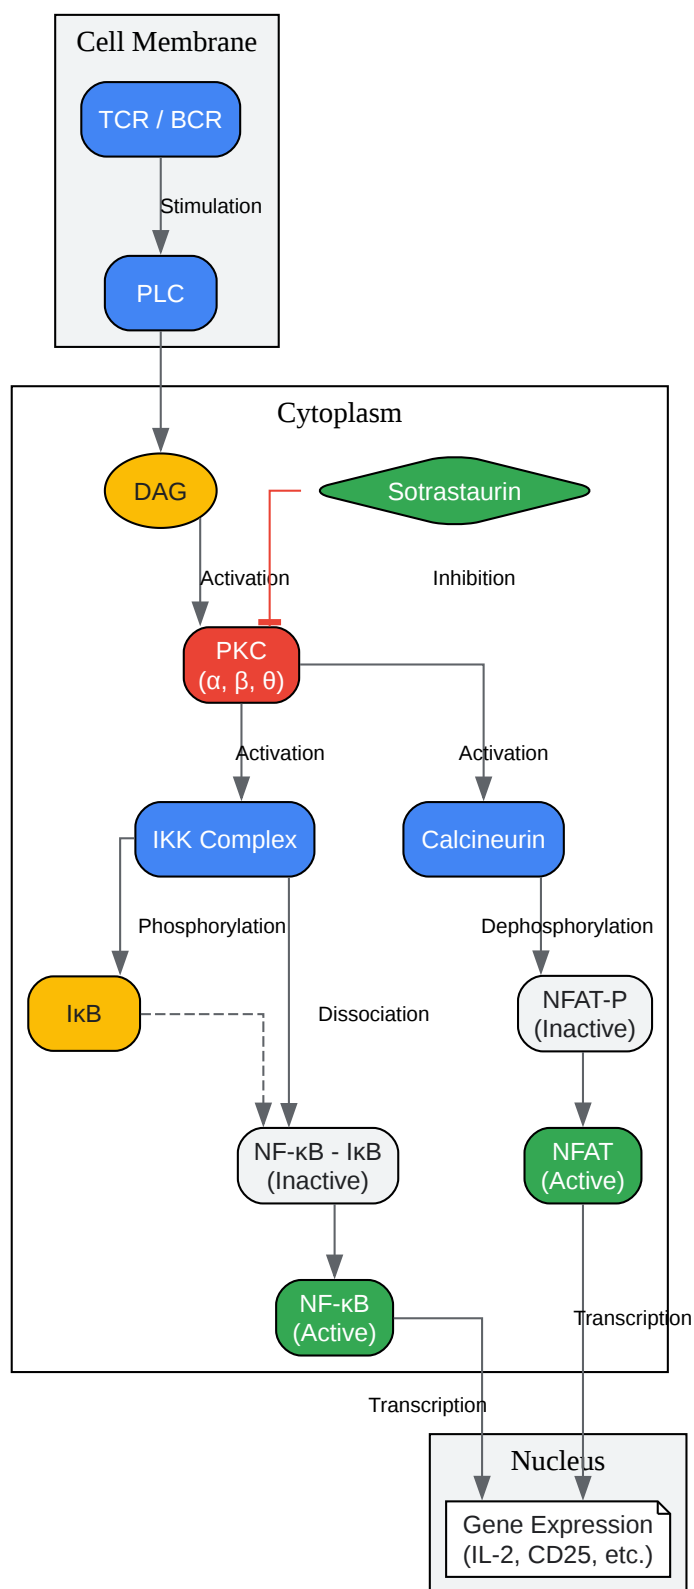 Cell Membrane
TCR / BCR
Stimulation
PLC
Cytoplasm
DAG
Sotrastaurin
Activation
Inhibition
PKC
(α, β, θ)
Activation
Activation
IKK Complex
Calcineurin
Phosphorylation
Dephosphorylation
IκB
Dissociation
NFAT-P
(Inactive)
NF-κB - IκB
(Inactive)
NFAT
(Active)
NF-κB
(Active)
Transcription
Transcription
Nucleus
Gene Expression
(IL-2, CD25, etc.)